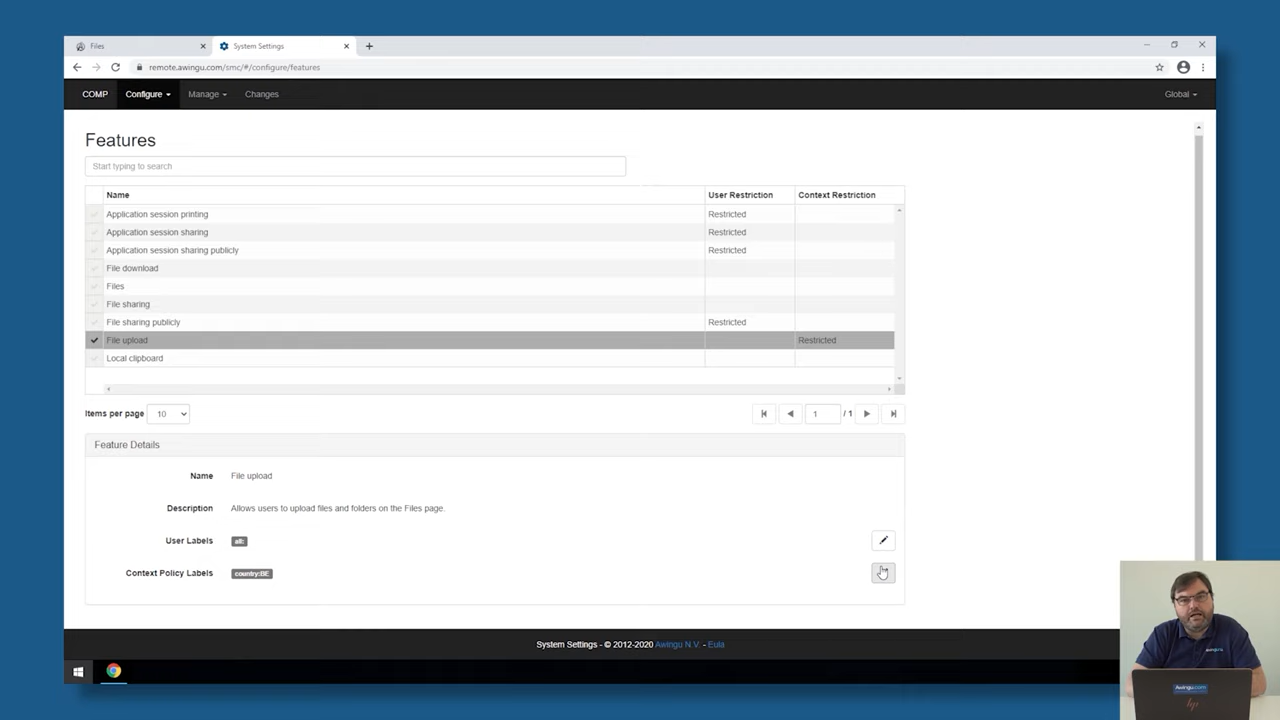 Files
System Settings
remote.awingu.com/smc/#/configure/features
COMP Configure Manage Changes Global
Features
Start typing to search
Name User Restriction Context Restriction
Application session printing Restricted
Application session sharing Restricted
Application session sharing publicly Restricted
File download
Files
File sharing
File sharing publicly Restricted
File upload Restricted
Local clipboard
Items per page 10 1 / 1
Feature Details
Name File upload
Description Allows users to upload files and folders on the Files page.
User Labels all:
Context Policy Labels country:BE
System Settings - © 2012-2020 Awingu N.V. - Eula
awingu
Awingu.com
hp